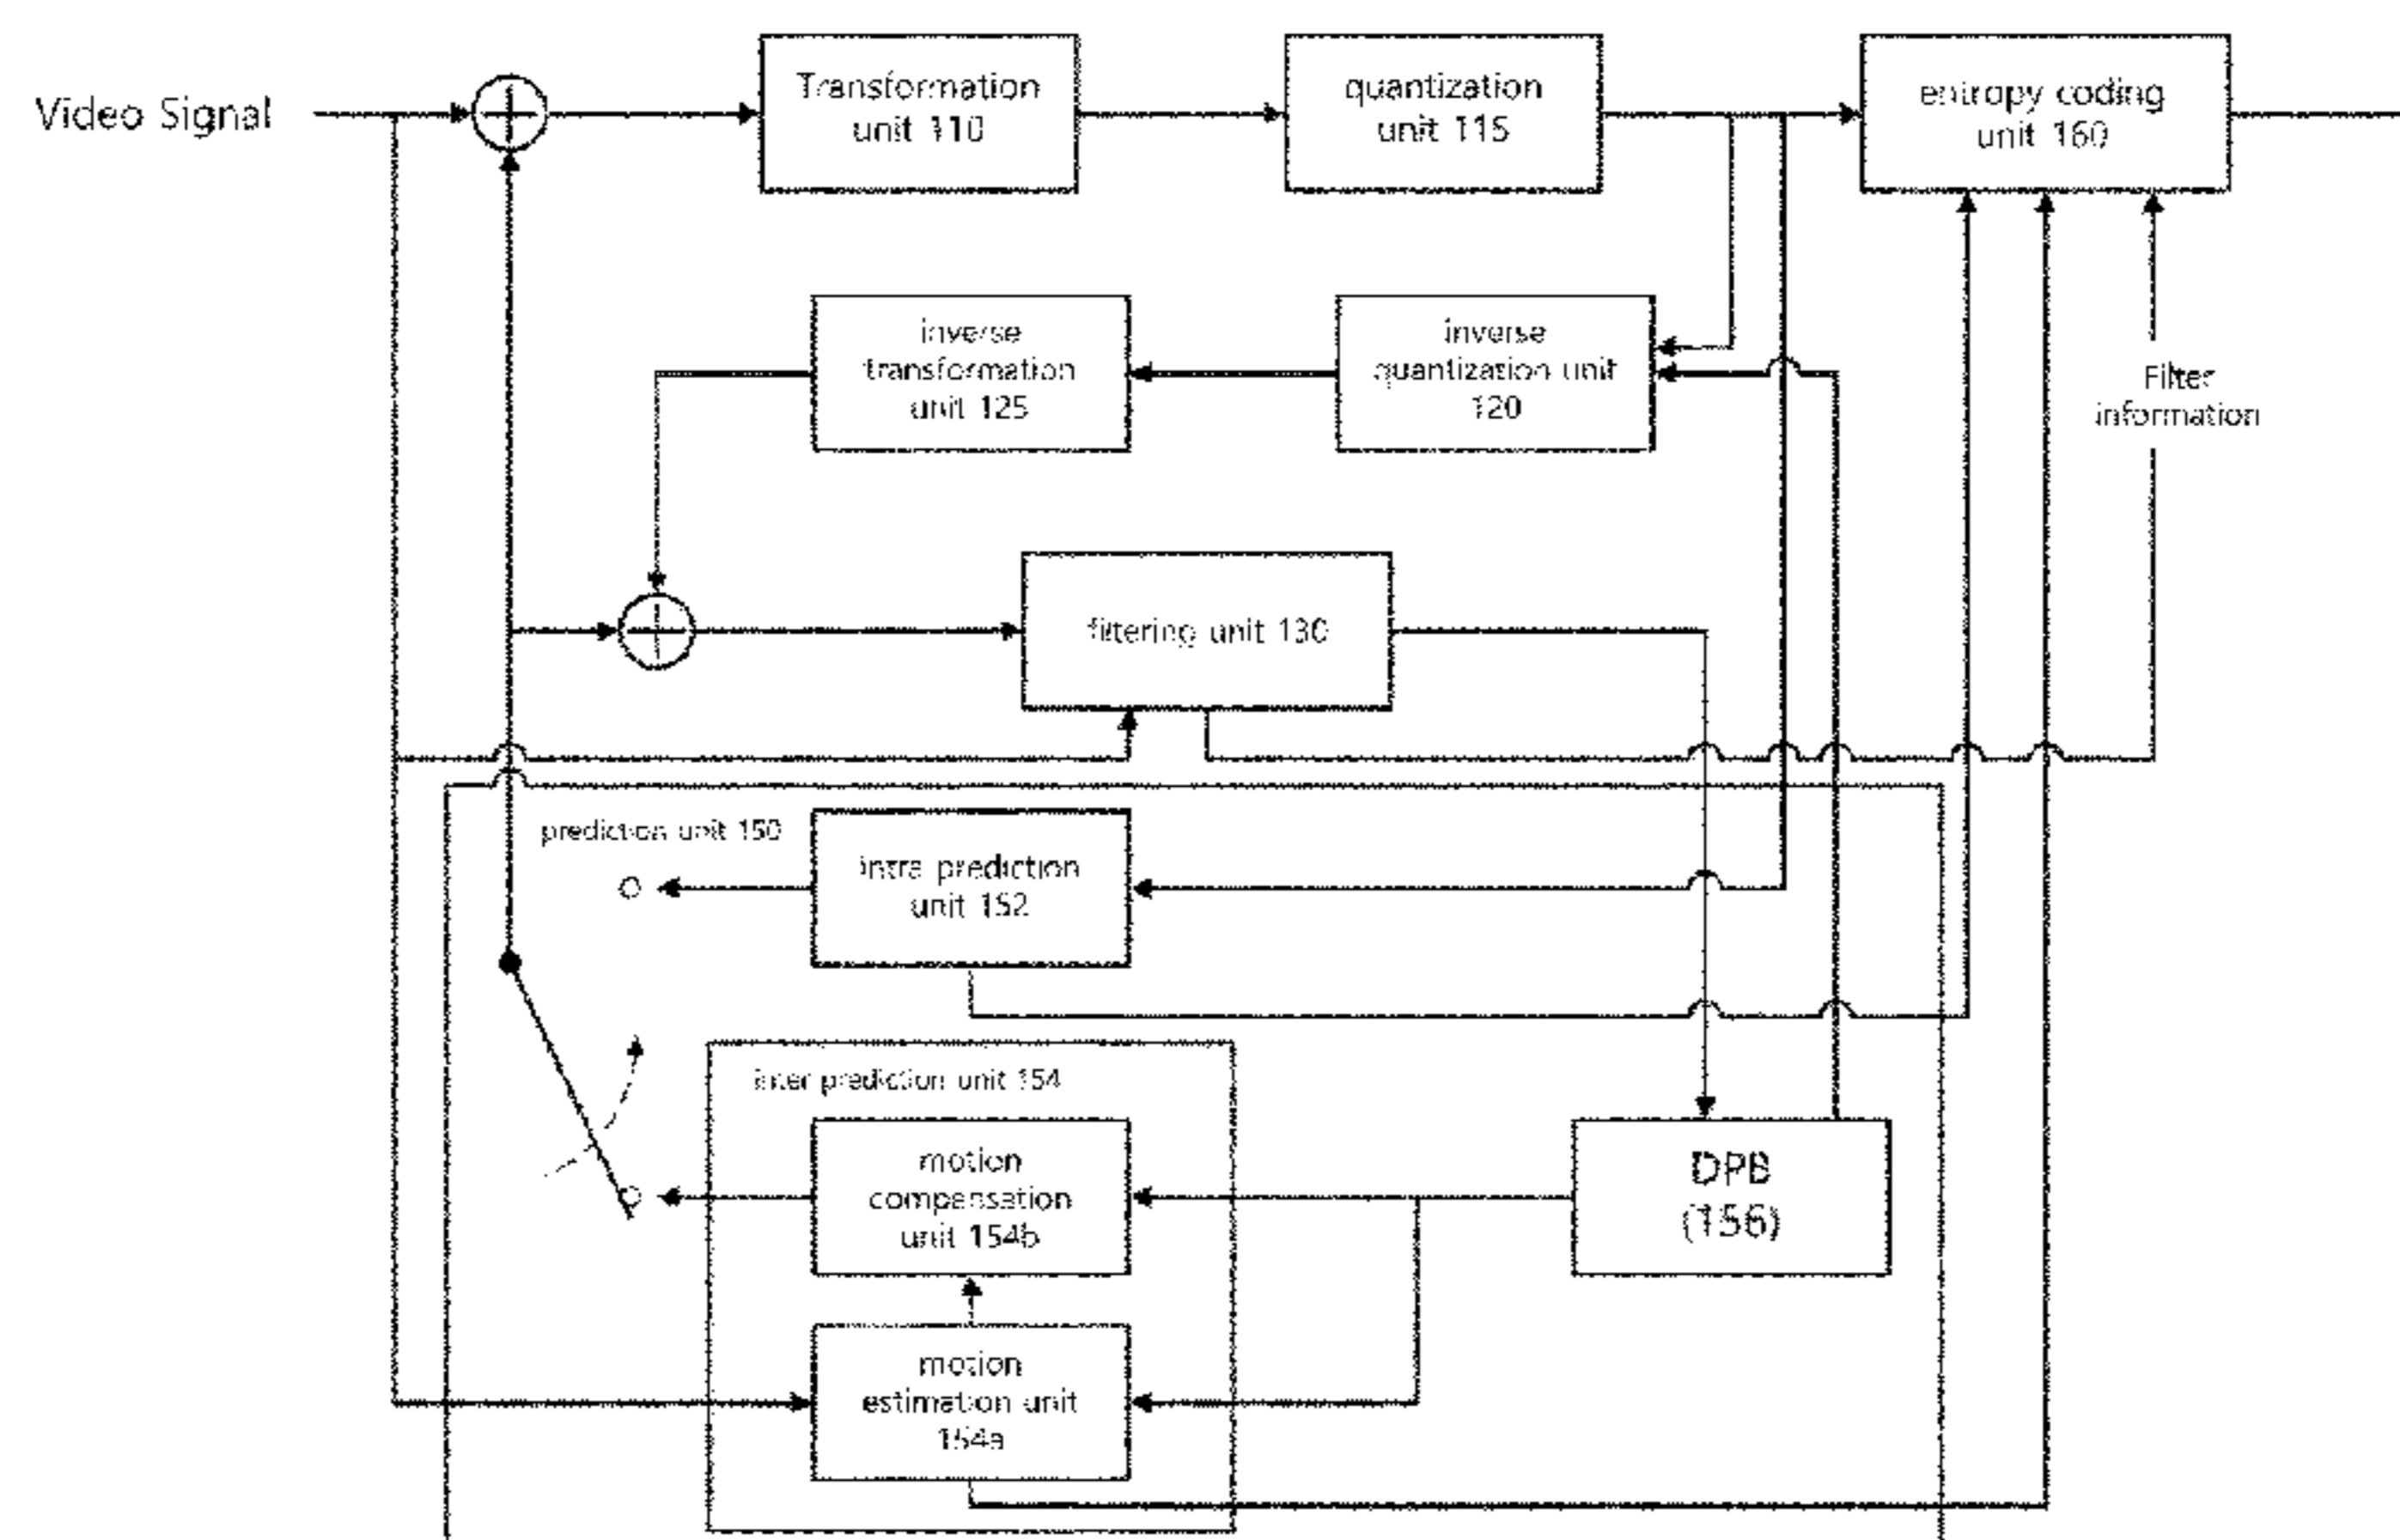 Video Signal
Transformation
unit 110
quantization
unit 115
entropy coding
unit 160
inverse
transformation
unit 125
inverse
quantization unit
120
Filter
information
filtering unit 130
prediction unit 150
intra prediction
unit 152
inter prediction unit 154
motion
compensation
unit 154b
DPB
(156)
motion
estimation unit
154a